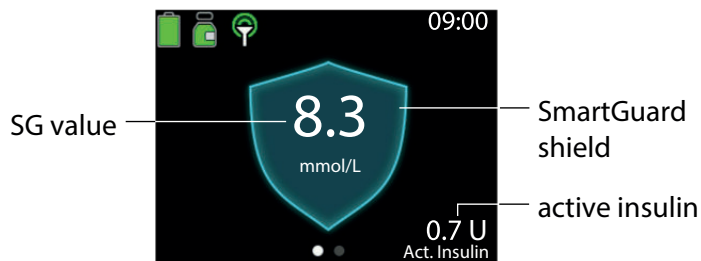 09:00
SG value
8.3
mmol/L
SmartGuard
shield
active insulin
0.7 U
Act. Insulin